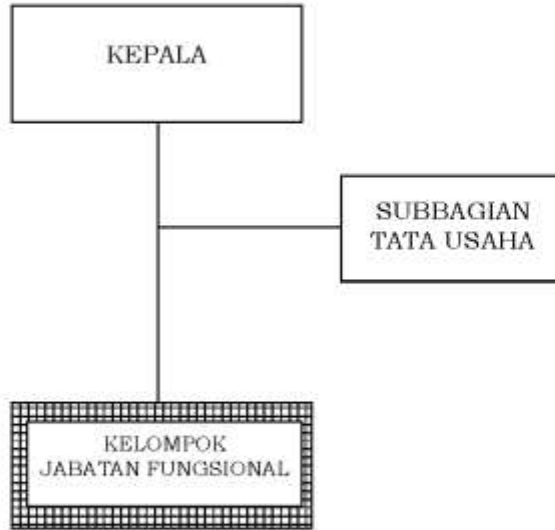 KEPALA
SUBBAGIAN
TATA USAHA
KELOMPOK
JABATAN FUNGSIONAL